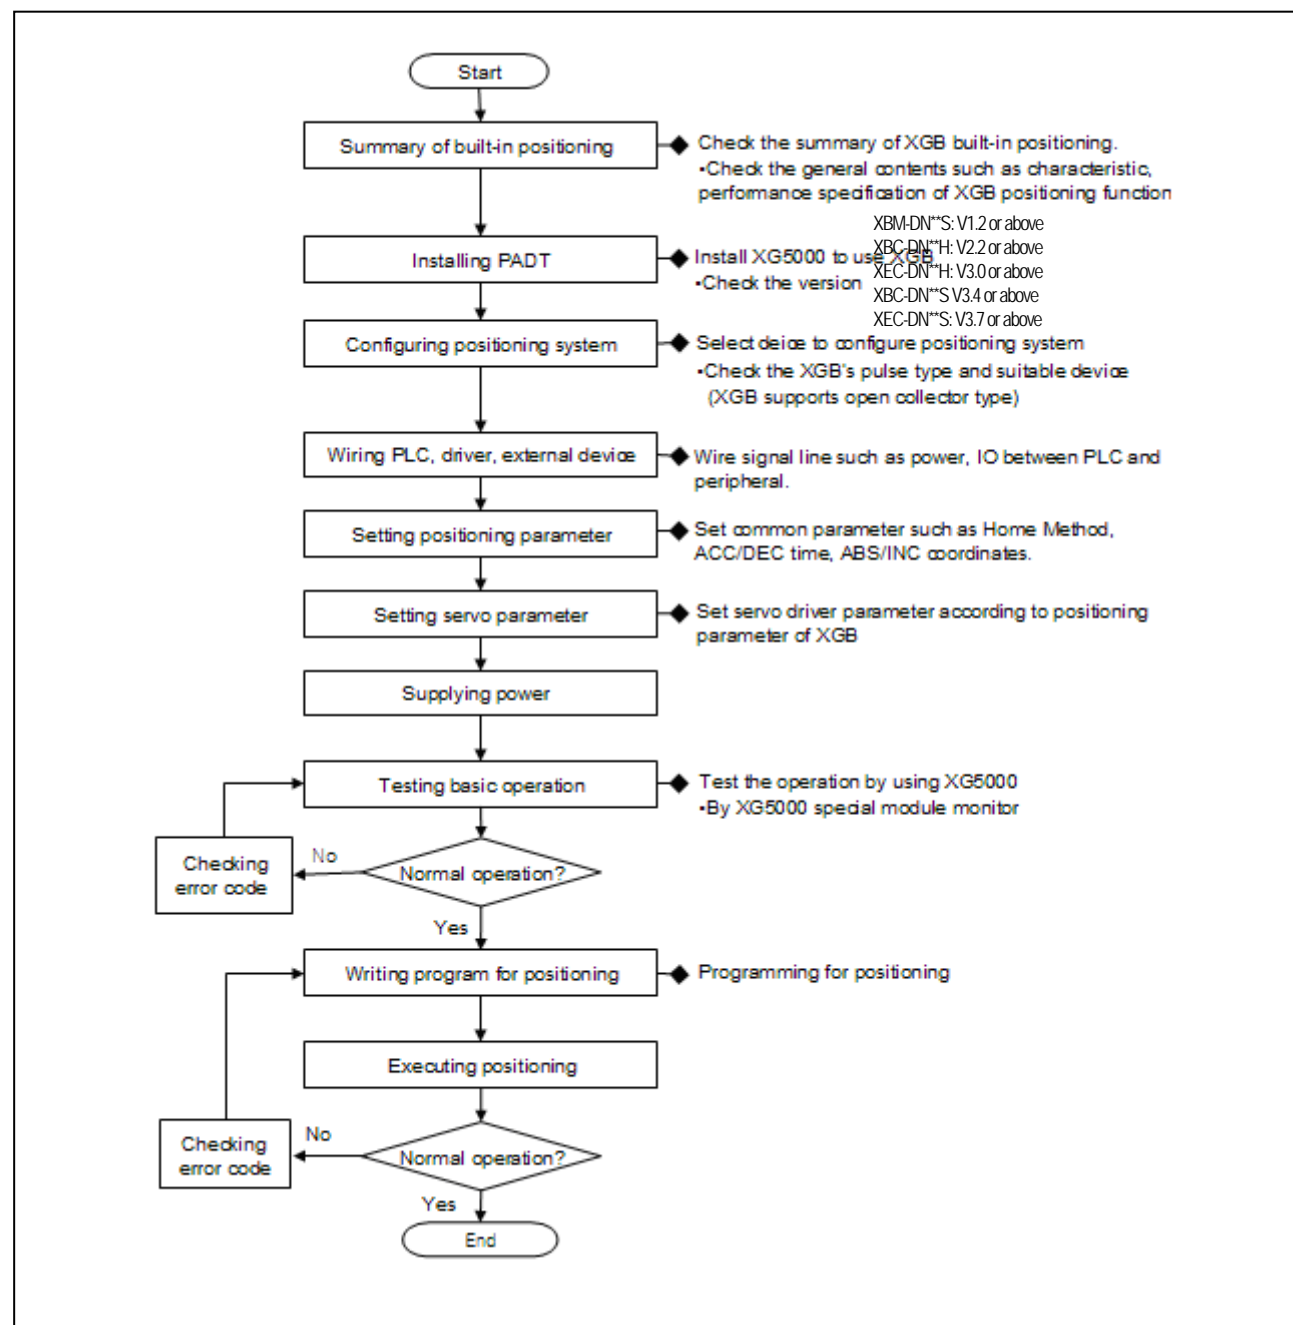 Start
Summary of built-in positioning
Check the summary of XGB built-in positioning.
•Check the general contents such as characteristic,
performance specification of XGB positioning function
Installing PADT
Install XG5000 to use XGB
•Check the version
XBM-DN**S: V1.2 or above
XBC-DN**H: V2.2 or above
XEC-DN**H: V3.0 or above
XBC-DN**S V3.4 or above
XEC-DN**S: V3.7 or above
Configuring positioning system
Select deice to configure positioning system
•Check the XGB's pulse type and suitable device
(XGB supports open collector type)
Wiring PLC, driver, external device
Wire signal line such as power, IO between PLC and
peripheral.
Setting positioning parameter
Set common parameter such as Home Method,
ACC/DEC time, ABS/INC coordinates.
Setting servo parameter
Set servo driver parameter according to positioning
parameter of XGB
Supplying power
Testing basic operation
Test the operation by using XG5000
•By XG5000 special module monitor
Checking
error code
No
Normal operation?
Yes
Writing program for positioning
Programming for positioning
Executing positioning
Checking
error code
No
Normal operation?
Yes
End